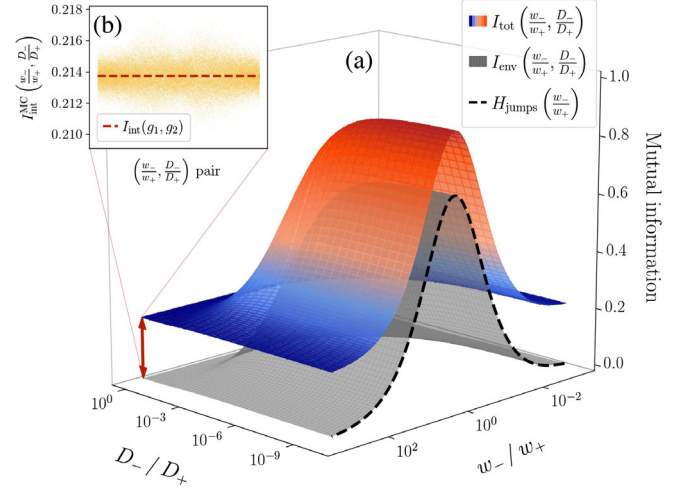 (b)
0.218
0.216
0.214
0.212
0.210
I_int^MC (w_-/w_+, D_-/D_+)
I_int(g_1, g_2)
(w_-/w_+, D_-/D_+) pair
(a)
I_tot (w_-/w_+, D_-/D_+)
I_env (w_-/w_+, D_-/D_+)
H_jumps (w_-/w_+)
1.0
0.8
0.6
0.4
0.2
0.0
Mutual information
10^0
10^-3
10^-6
10^-9
D_- / D_+
10^2
10^0
10^-2
w_- / w_+